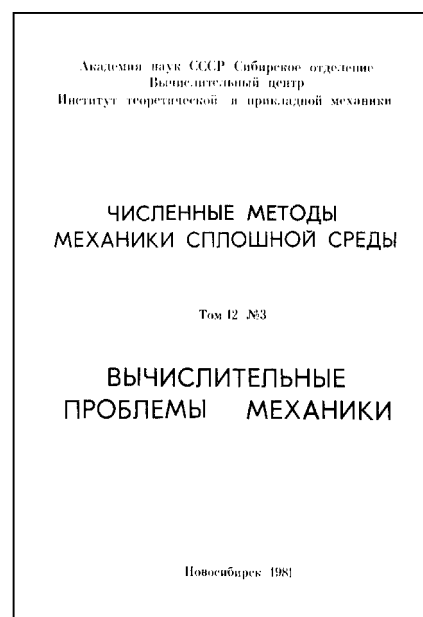 Академия наук СССР Сибирское отделение
Вычислительный центр
Институт теоретической и прикладной механики
ЧИСЛЕННЫЕ МЕТОДЫ
МЕХАНИКИ СПЛОШНОЙ СРЕДЫ
Том 12 №3
ВЫЧИСЛИТЕЛЬНЫЕ
ПРОБЛЕМЫ МЕХАНИКИ
Новосибирск 1981